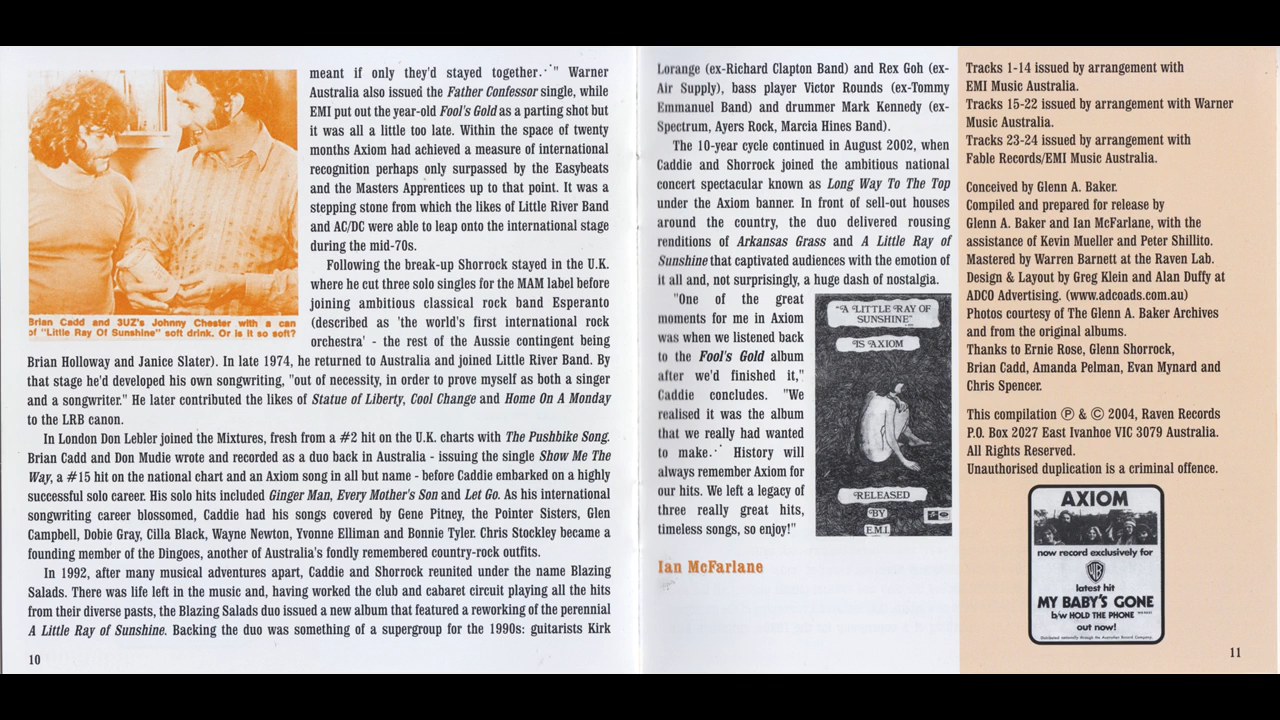 meant if only they'd stayed together.·˙" Warner
Australia also issued the Father Confessor single, while
EMI put out the year-old Fool's Gold as a parting shot but
it was all a little too late. Within the space of twenty
months Axiom had achieved a measure of international
recognition perhaps only surpassed by the Easybeats
and the Masters Apprentices up to that point. It was a
stepping stone from which the likes of Little River Band
and AC/DC were able to leap onto the international stage
during the mid-70s.
Following the break-up Shorrock stayed in the U.K.
where he cut three solo singles for the MAM label before
joining ambitious classical rock band Esperanto
(described as 'the world's first international rock
orchestra' - the rest of the Aussie contingent being
Brian Cadd and 3UZ's Johnny Chester with a can
of "Little Ray Of Sunshine" soft drink. Or is it so soft?
Brian Holloway and Janice Slater). In late 1974, he returned to Australia and joined Little River Band. By
that stage he'd developed his own songwriting, "out of necessity, in order to prove myself as both a singer
and a songwriter." He later contributed the likes of Statue of Liberty, Cool Change and Home On A Monday
to the LRB canon.
In London Don Lebler joined the Mixtures, fresh from a #2 hit on the U.K. charts with The Pushbike Song.
Brian Cadd and Don Mudie wrote and recorded as a duo back in Australia - issuing the single Show Me The
Way, a #15 hit on the national chart and an Axiom song in all but name - before Caddie embarked on a highly
successful solo career. His solo hits included Ginger Man, Every Mother's Son and Let Go. As his international
songwriting career blossomed, Caddie had his songs covered by Gene Pitney, the Pointer Sisters, Glen
Campbell, Dobie Gray, Cilla Black, Wayne Newton, Yvonne Elliman and Bonnie Tyler. Chris Stockley became a
founding member of the Dingoes, another of Australia's fondly remembered country-rock outfits.
In 1992, after many musical adventures apart, Caddie and Shorrock reunited under the name Blazing
Salads. There was life left in the music and, having worked the club and cabaret circuit playing all the hits
from their diverse pasts, the Blazing Salads duo issued a new album that featured a reworking of the perennial
A Little Ray of Sunshine. Backing the duo was something of a supergroup for the 1990s: guitarists Kirk
10
Lorange (ex-Richard Clapton Band) and Rex Goh (ex-
Air Supply), bass player Victor Rounds (ex-Tommy
Emmanuel Band) and drummer Mark Kennedy (ex-
Spectrum, Ayers Rock, Marcia Hines Band).
The 10-year cycle continued in August 2002, when
Caddie and Shorrock joined the ambitious national
concert spectacular known as Long Way To The Top
under the Axiom banner. In front of sell-out houses
around the country, the duo delivered rousing
renditions of Arkansas Grass and A Little Ray of
Sunshine that captivated audiences with the emotion of
it all and, not surprisingly, a huge dash of nostalgia.
"One of the great
moments for me in Axiom
was when we listened back
to the Fool's Gold album
after we'd finished it,"
Caddie concludes. "We
realised it was the album
that we really had wanted
to make.·˙ History will
always remember Axiom for
our hits. We left a legacy of
three really great hits,
timeless songs, so enjoy!"
Ian McFarlane
"A LITTLE RAY OF
SUNSHINE"
IS AXIOM
RELEASED
BY
E.M.I.
Tracks 1-14 issued by arrangement with
EMI Music Australia.
Tracks 15-22 issued by arrangement with Warner
Music Australia.
Tracks 23-24 issued by arrangement with
Fable Records/EMI Music Australia.
Conceived by Glenn A. Baker.
Compiled and prepared for release by
Glenn A. Baker and Ian McFarlane, with the
assistance of Kevin Mueller and Peter Shillito.
Mastered by Warren Barnett at the Raven Lab.
Design & Layout by Greg Klein and Alan Duffy at
ADCO Advertising. (www.adcoads.com.au)
Photos courtesy of The Glenn A. Baker Archives
and from the original albums.
Thanks to Ernie Rose, Glenn Shorrock,
Brian Cadd, Amanda Pelman, Evan Mynard and
Chris Spencer.
This compilation Ⓟ & © 2004, Raven Records
P.O. Box 2027 East Ivanhoe VIC 3079 Australia.
All Rights Reserved.
Unauthorised duplication is a criminal offence.
AXIOM
now record exclusively for
WB
latest hit
MY BABY'S GONE
b/w HOLD THE PHONE
out now!
Distributed nationally through the Australian Record Company.
11